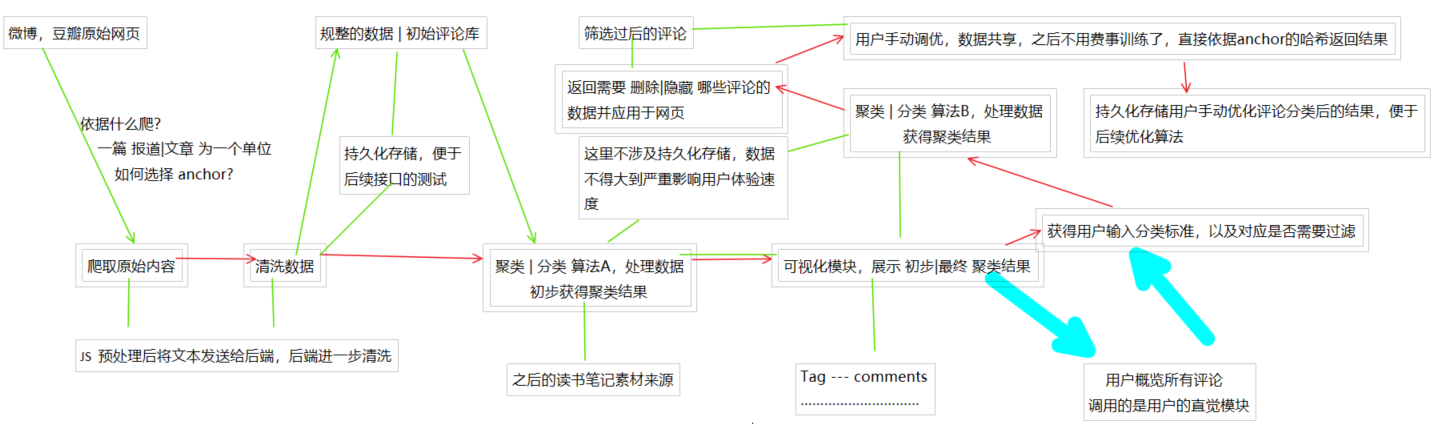 微博，豆瓣原始网页
规整的数据 | 初始评论库
筛选过后的评论
用户手动调优，数据共享，之后不用费事训练了，直接依据anchor的哈希返回结果
返回需要 删除|隐藏 哪些评论的
数据并应用于网页
聚类 | 分类 算法B，处理数据
获得聚类结果
持久化存储用户手动优化评论分类后的结果，便于
后续优化算法
依据什么爬？
一篇 报道|文章 为一个单位
如何选择 anchor？
持久化存储，便于
后续接口的测试
这里不涉及持久化存储，数据
不得大到严重影响用户体验速
度
获得用户输入分类标准，以及对应是否需要过滤
爬取原始内容
清洗数据
聚类 | 分类 算法A，处理数据
初步获得聚类结果
可视化模块，展示 初步|最终 聚类结果
JS 预处理后将文本发送给后端，后端进一步清洗
之后的读书笔记素材来源
Tag --- comments
..............................
用户概览所有评论
调用的是用户的直觉模块